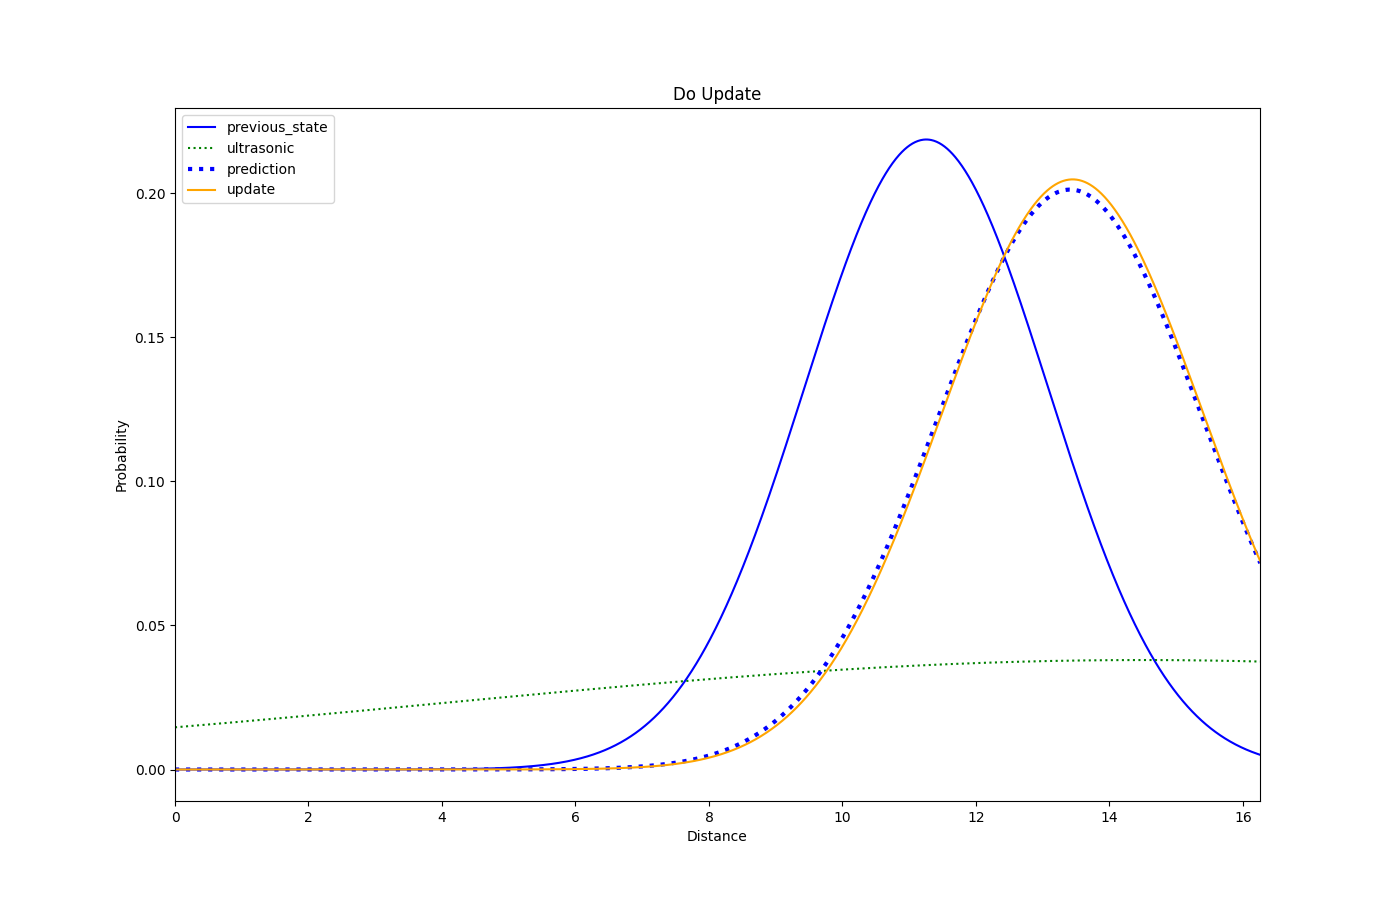 Do Update
previous_state
ultrasonic
prediction
update
0.20
0.15
0.10
0.05
0.00
Probability
0 2 4 6 8 10 12 14 16
Distance